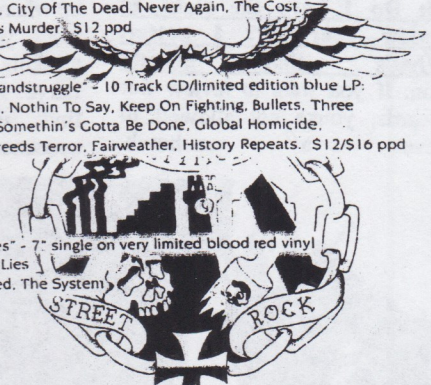 , City Of The Dead, Never Again, The Cost,
s Murder. $12 ppd
andstruggle" - 10 Track CD/limited edition blue LP:
, Nothin To Say, Keep On Fighting, Bullets, Three
Somethin's Gotta Be Done, Global Homicide,
eeds Terror, Fairweather, History Repeats. $12/$16 ppd
es" - 7" single on very limited blood red vinyl
Lies
ed, The System
STREET ROCK